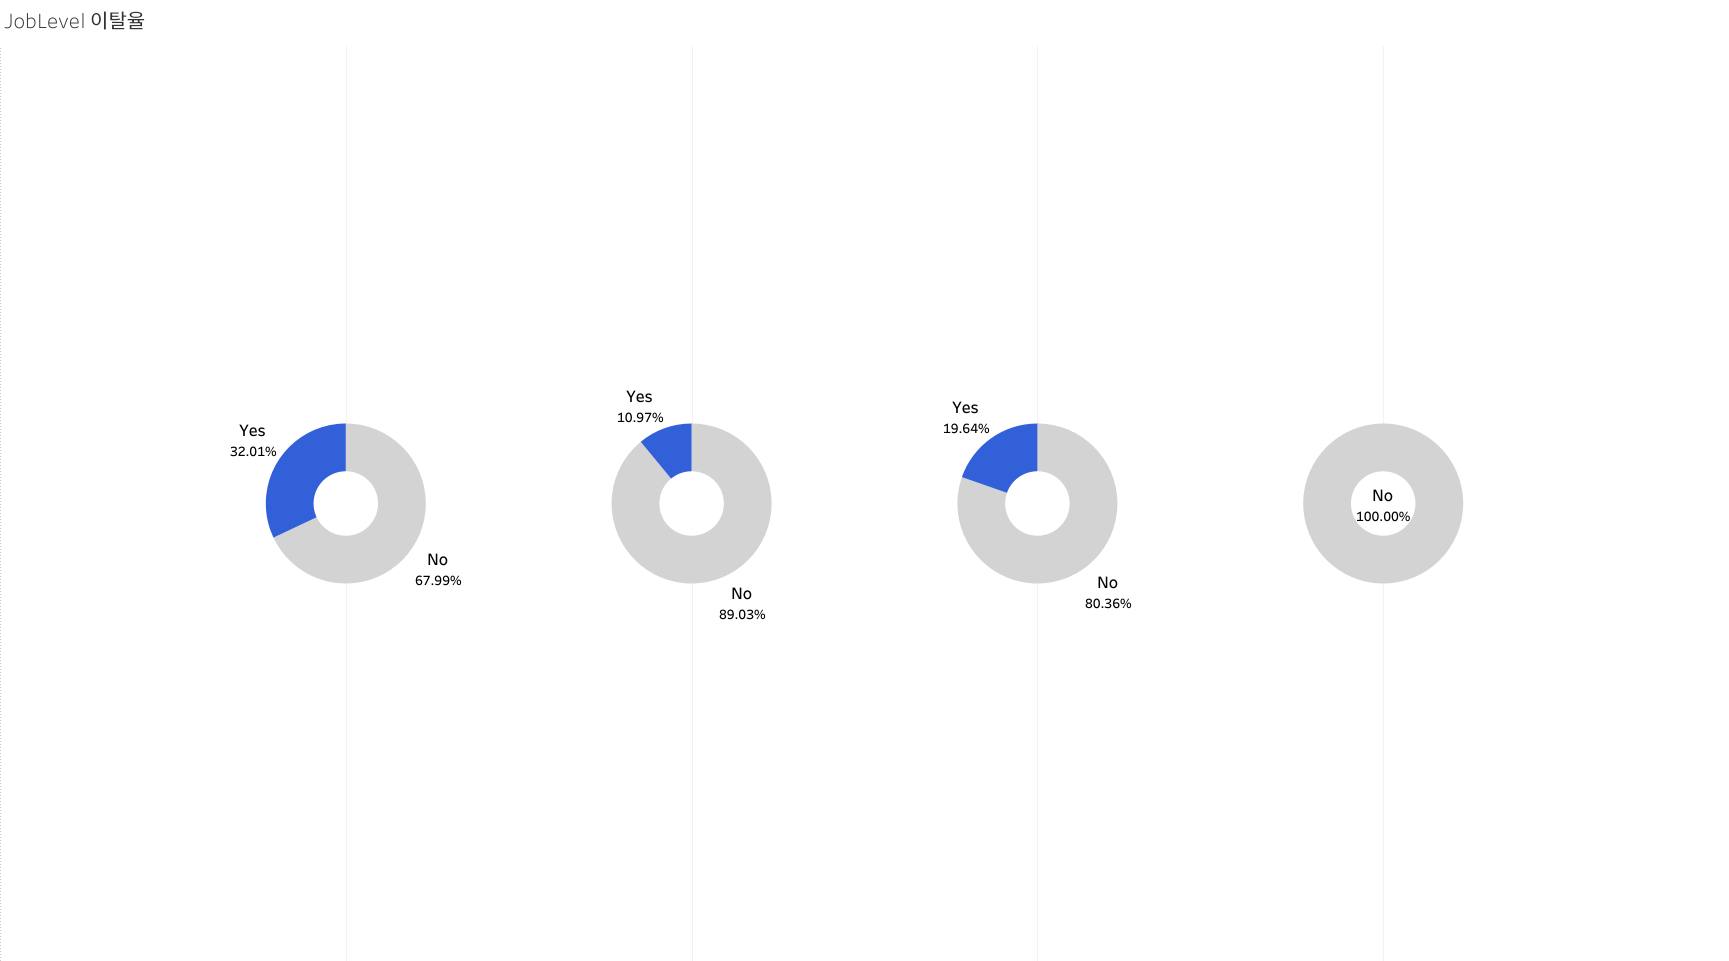 JobLevel 이탈율
Yes
32.01%
No
67.99%
Yes
10.97%
No
89.03%
Yes
19.64%
No
80.36%
No
100.00%